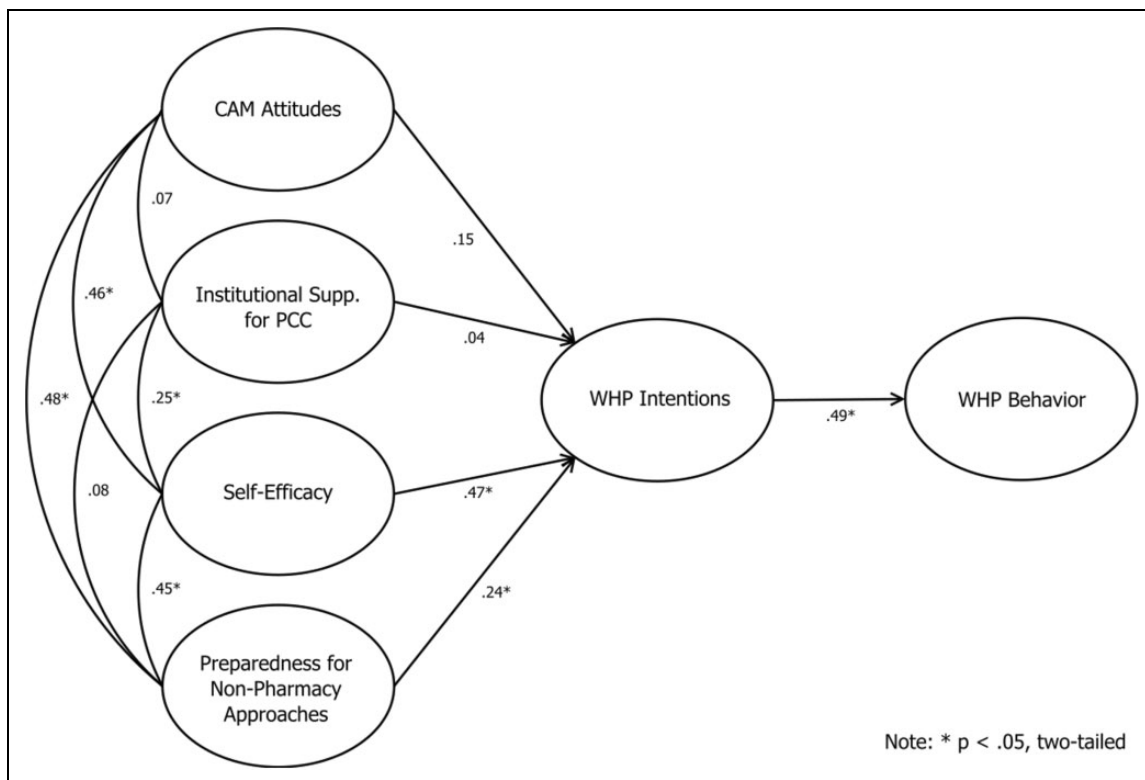 CAM Attitudes
.07
.15
Institutional Supp.
for PCC
.46*
.04
.48*
.25*
WHP Intentions
.49*
WHP Behavior
Self-Efficacy
.08
.47*
.45*
.24*
Preparedness for
Non-Pharmacy
Approaches
Note: * p < .05, two-tailed